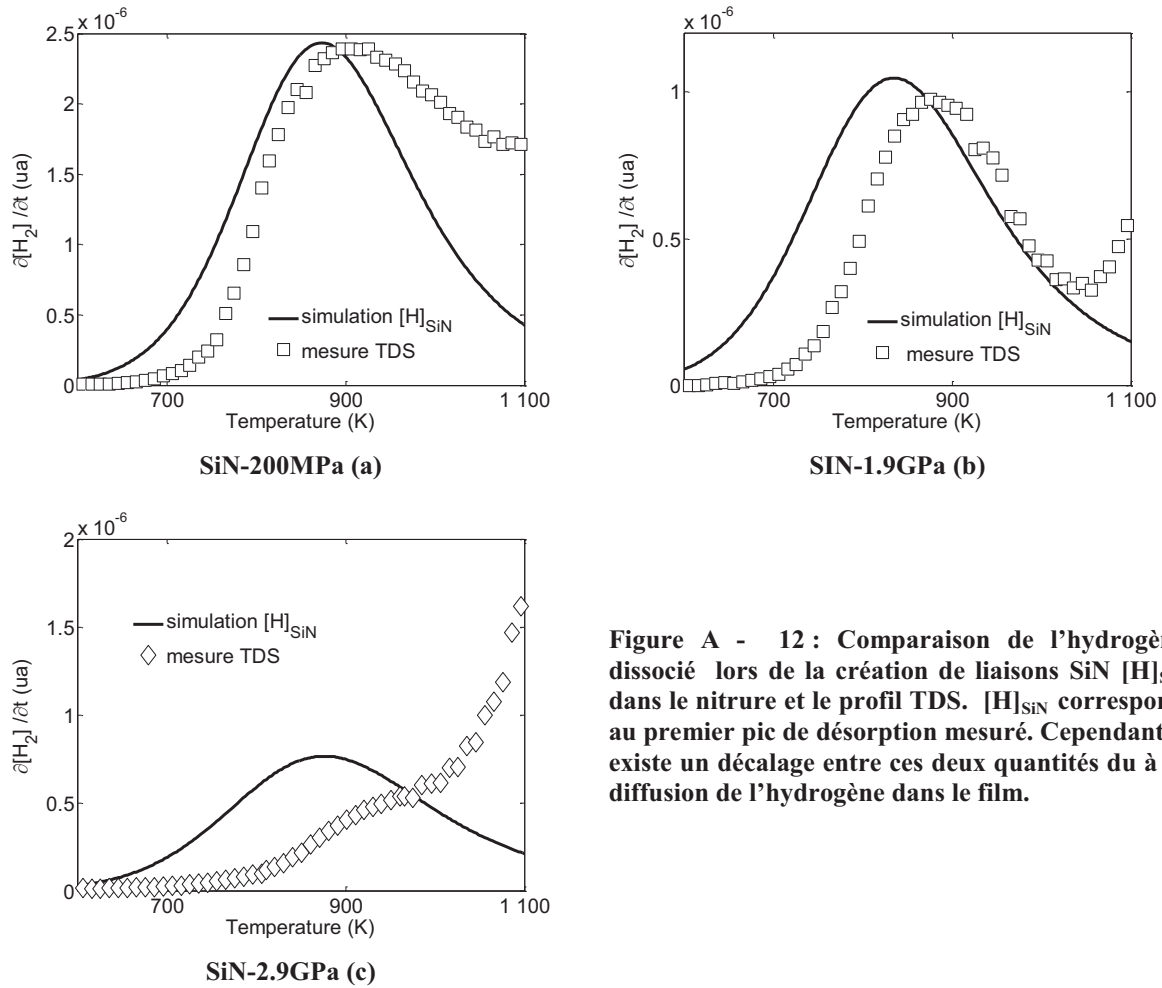 x 10⁻⁶
2.5
2
1.5
1
0.5
0
∂[H₂] /∂t (ua)
simulation [H]SiN
mesure TDS
700
900
1 100
Temperature (K)
SiN-200MPa (a)
x 10⁻⁶
1
0.5
0
∂[H₂] /∂t (ua)
simulation [H]SiN
mesure TDS
700
900
1 100
Temperature (K)
SIN-1.9GPa (b)
x 10⁻⁶
2
1.5
1
0.5
0
∂[H₂] /∂t (ua)
simulation [H]SiN
mesure TDS
700
900
1 100
Temperature (K)
SiN-2.9GPa (c)
Figure A - 12 : Comparaison de l’hydrogèn
dissocié lors de la création de liaisons SiN [H]S
dans le nitrure et le profil TDS. [H]SiN correspon
au premier pic de désorption mesuré. Cependant
existe un décalage entre ces deux quantités du à
diffusion de l’hydrogène dans le film.